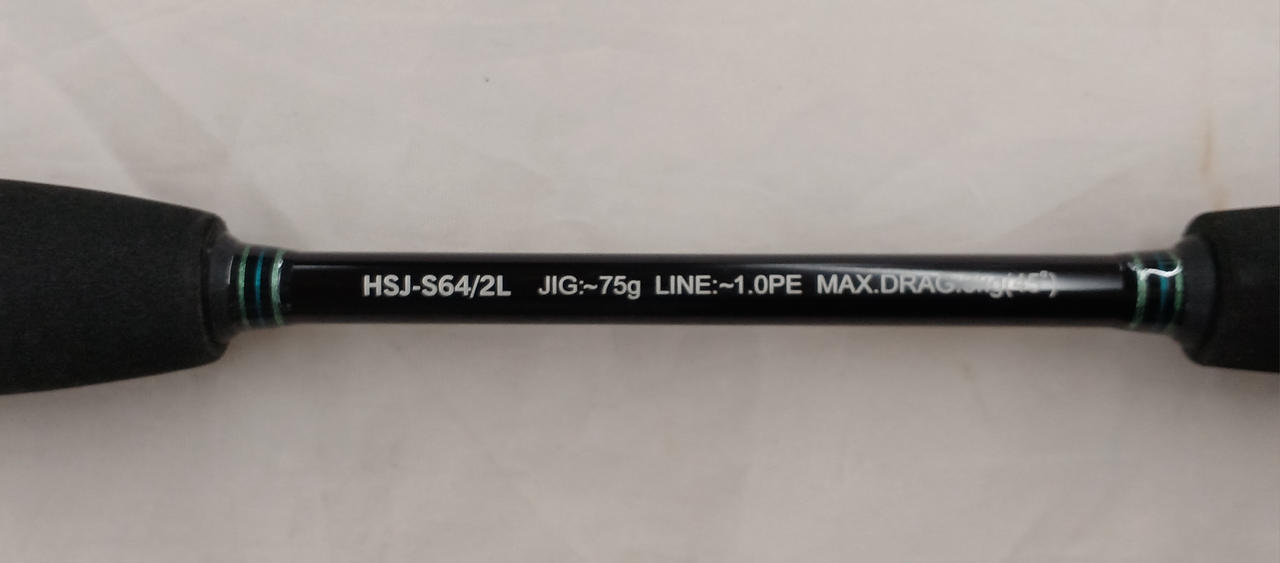 HSJ-S64/2L JIG:~75g LINE:~1.0PE MAX.DRAG